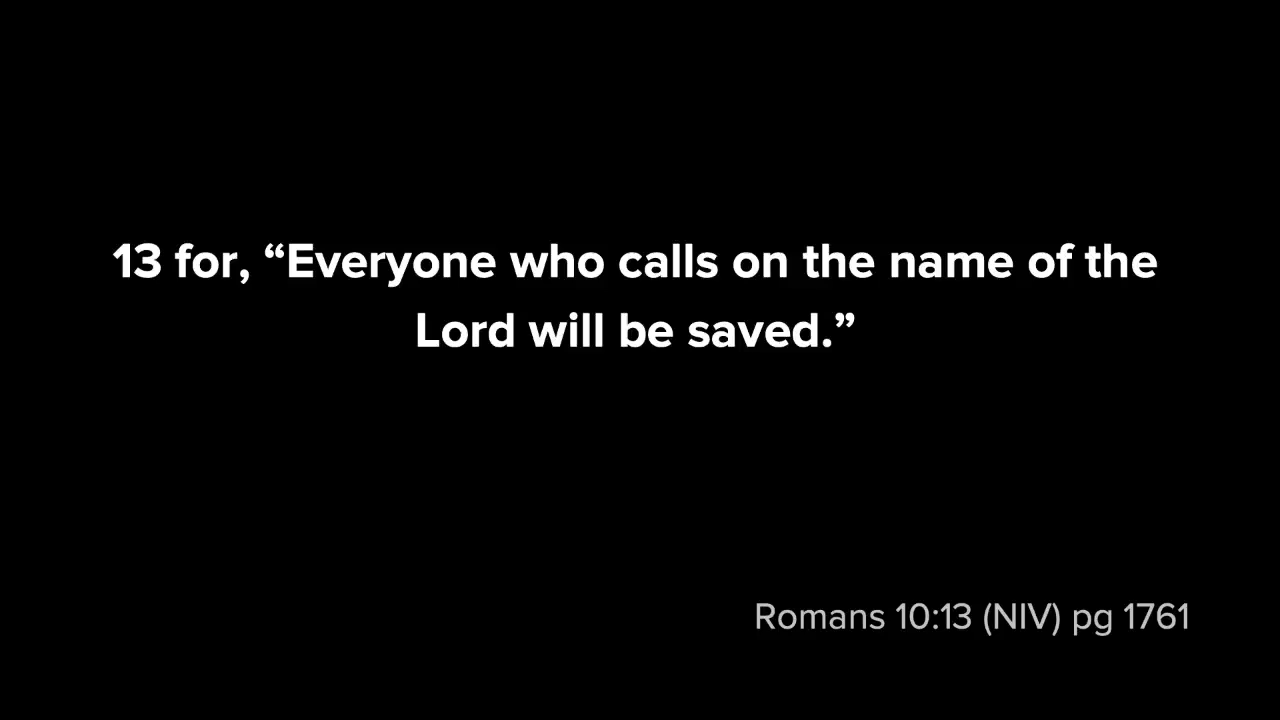 13 for, “Everyone who calls on the name of the
Lord will be saved.”
Romans 10:13 (NIV) pg 1761